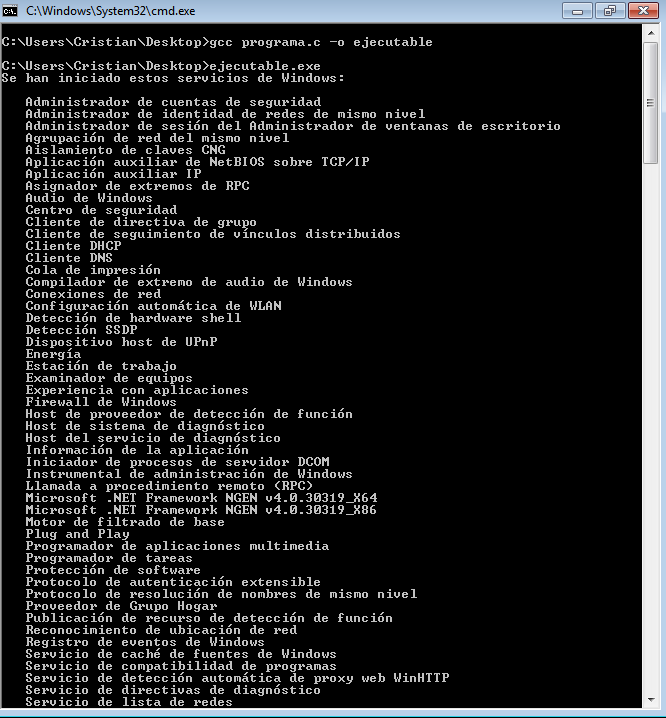 C:\Windows\System32\cmd.exe
C:\Users\Cristian\Desktop>gcc programa.c -o ejecutable
C:\Users\Cristian\Desktop>ejecutable.exe
Se han iniciado estos servicios de Windows:
Administrador de cuentas de seguridad
Administrador de identidad de redes de mismo nivel
Administrador de sesión del Administrador de ventanas de escritorio
Agrupación de red del mismo nivel
Aislamiento de claves CNG
Aplicación auxiliar de NetBIOS sobre TCP/IP
Aplicación auxiliar IP
Asignador de extremos de RPC
Audio de Windows
Centro de seguridad
Cliente de directiva de grupo
Cliente de seguimiento de vínculos distribuidos
Cliente DHCP
Cliente DNS
Cola de impresión
Compilador de extremo de audio de Windows
Conexiones de red
Configuración automática de WLAN
Detección de hardware shell
Detección SSDP
Dispositivo host de UPnP
Energía
Estación de trabajo
Examinador de equipos
Experiencia con aplicaciones
Firewall de Windows
Host de proveedor de detección de función
Host de sistema de diagnóstico
Host del servicio de diagnóstico
Información de la aplicación
Iniciador de procesos de servidor DCOM
Instrumental de administración de Windows
Llamada a procedimiento remoto (RPC)
Microsoft .NET Framework NGEN v4.0.30319_X64
Microsoft .NET Framework NGEN v4.0.30319_X86
Motor de filtrado de base
Plug and Play
Programador de aplicaciones multimedia
Programador de tareas
Protección de software
Protocolo de autenticación extensible
Protocolo de resolución de nombres de mismo nivel
Proveedor de Grupo Hogar
Publicación de recurso de detección de función
Reconocimiento de ubicación de red
Registro de eventos de Windows
Servicio de caché de fuentes de Windows
Servicio de compatibilidad de programas
Servicio de detección automática de proxy web WinHTTP
Servicio de directivas de diagnóstico
Servicio de lista de redes